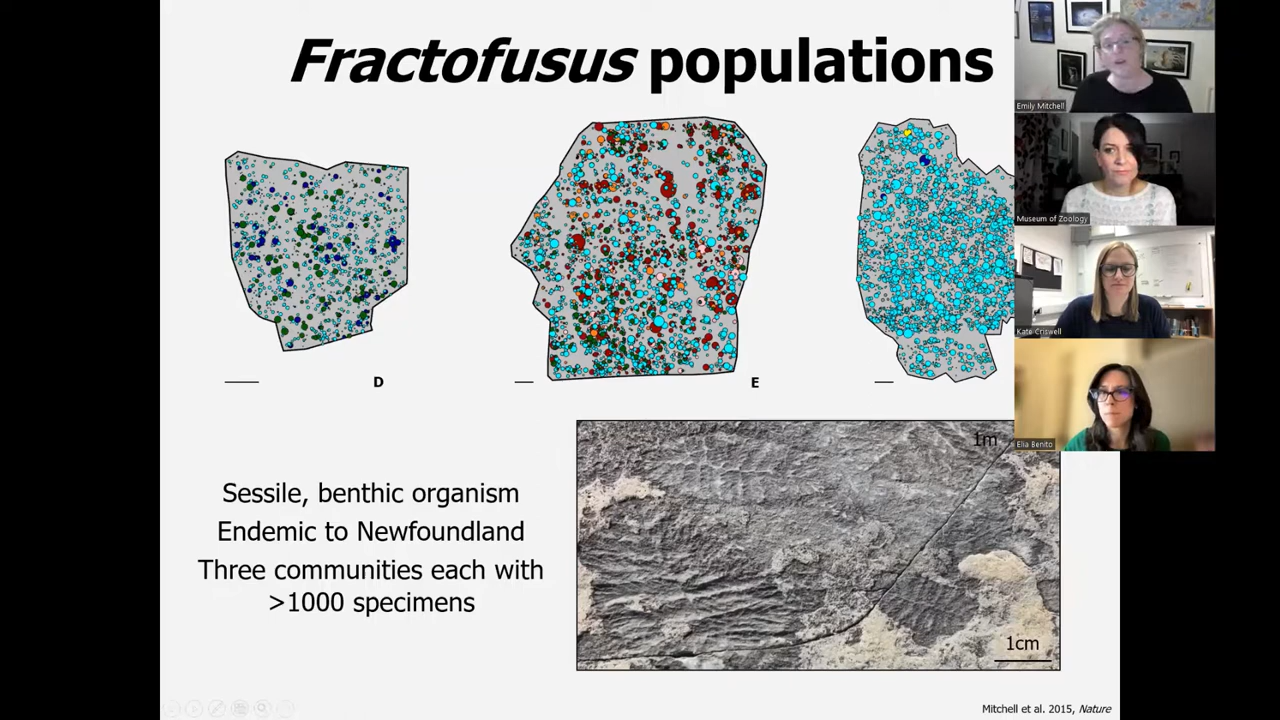 Fractofusus populations
Emily Mitchell
Museum of Zoology
Kate Criswell
Elia Benito
D
E
1m
Sessile, benthic organism
Endemic to Newfoundland
Three communities each with
>1000 specimens
1cm
Mitchell et al. 2015, Nature